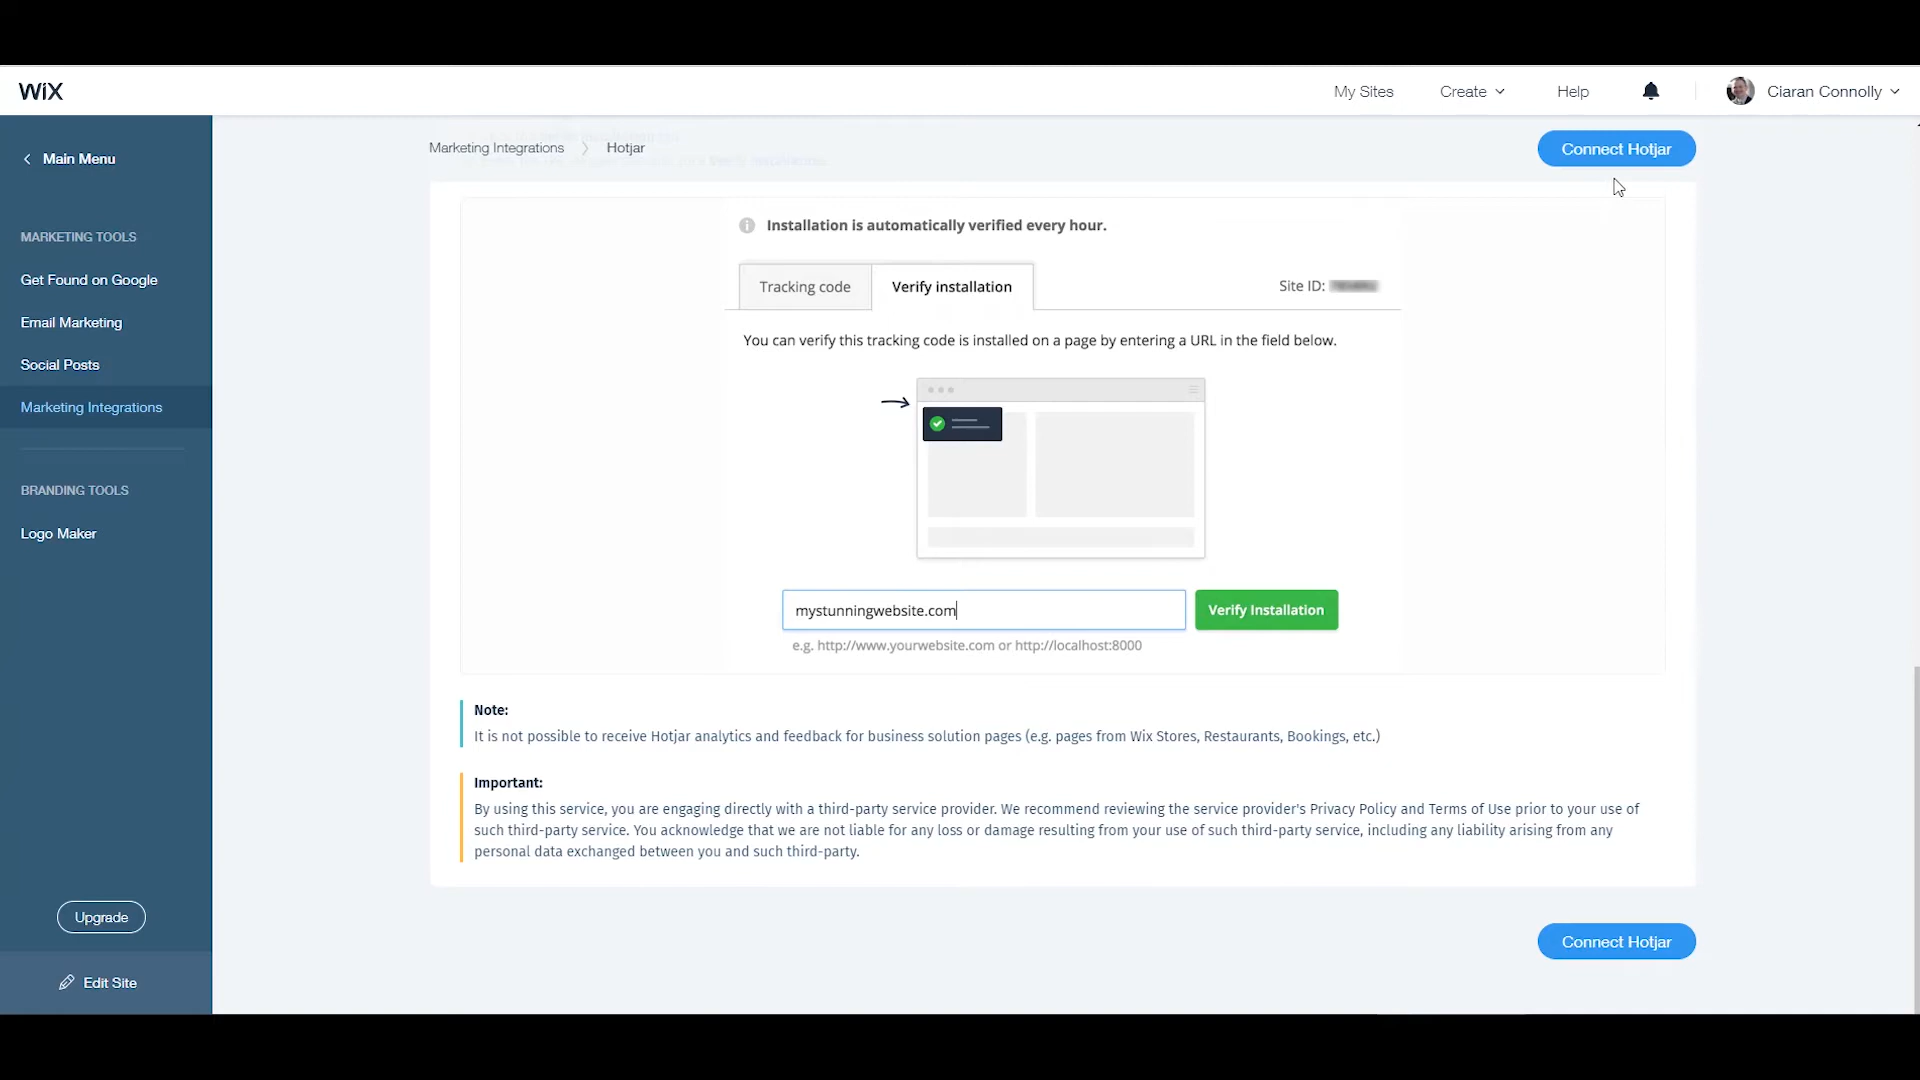 WiX
My Sites
Create
Help
Ciaran Connolly
Main Menu
MARKETING TOOLS
Get Found on Google
Email Marketing
Social Posts
Marketing Integrations
BRANDING TOOLS
Logo Maker
Upgrade
Edit Site
Marketing Integrations
Hotjar
Connect Hotjar
Installation is automatically verified every hour.
Tracking code
Verify installation
Site ID:
You can verify this tracking code is installed on a page by entering a URL in the field below.
mystunningwebsite.com
Verify Installation
e.g. http://www.yourwebsite.com or http://localhost:8000
Note:
It is not possible to receive Hotjar analytics and feedback for business solution pages (e.g. pages from Wix Stores, Restaurants, Bookings, etc.)
Important:
By using this service, you are engaging directly with a third-party service provider. We recommend reviewing the service provider's Privacy Policy and Terms of Use prior to your use of
such third-party service. You acknowledge that we are not liable for any loss or damage resulting from your use of such third-party service, including any liability arising from any
personal data exchanged between you and such third-party.
Connect Hotjar